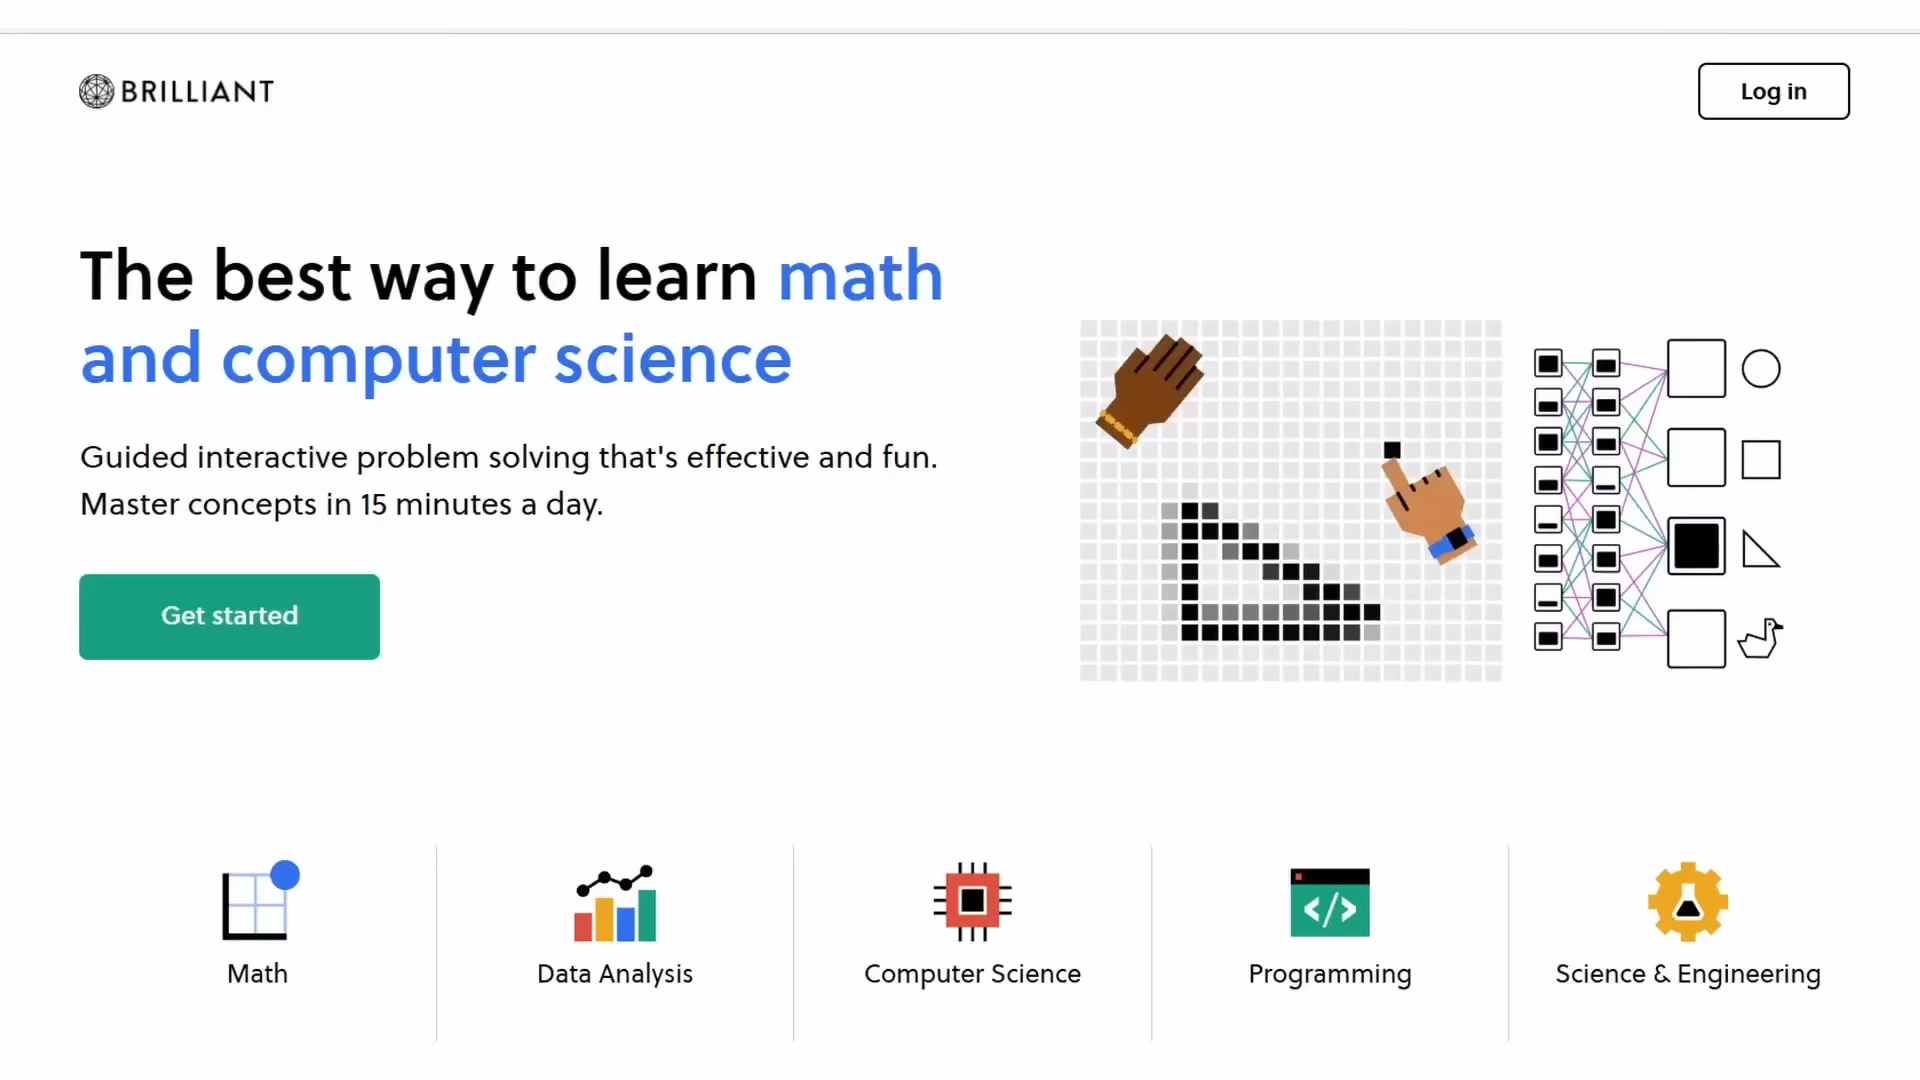 BRILLIANT
Log in
The best way to learn math
and computer science
Guided interactive problem solving that's effective and fun.
Master concepts in 15 minutes a day.
Get started
</>
Math
Data Analysis
Computer Science
Programming
Science & Engineering